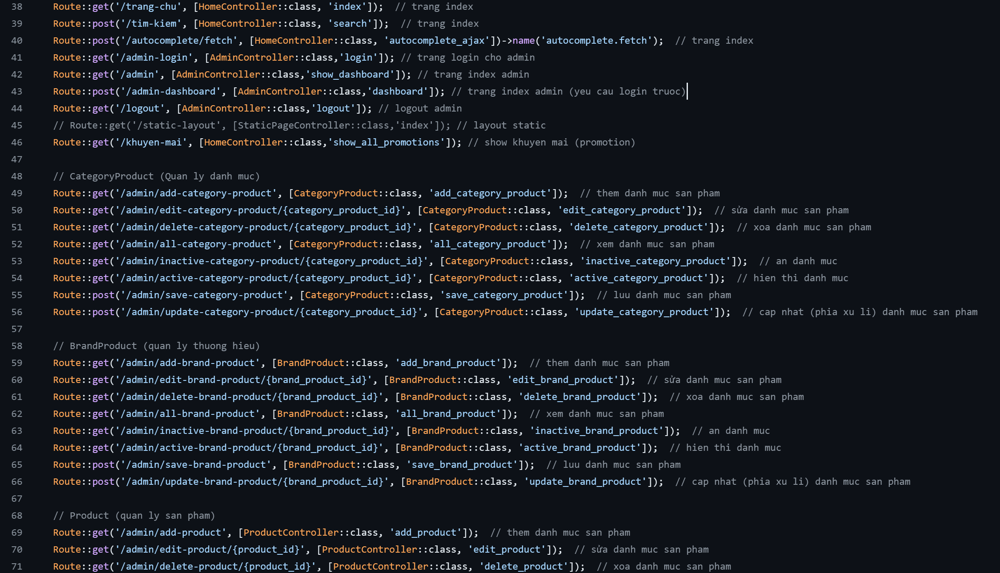 38 Route::get('/trang-chu', [HomeController::class, 'index']);  // trang index
39 Route::post('/tim-kiem', [HomeController::class, 'search']);  // trang index
40 Route::post('/autocomplete/fetch', [HomeController::class, 'autocomplete_ajax'])->name('autocomplete.fetch');  // trang index
41 Route::get('/admin-login', [AdminController::class,'login']); // trang login cho admin
42 Route::get('/admin', [AdminController::class,'show_dashboard']); // trang index admin
43 Route::post('/admin-dashboard', [AdminController::class,'dashboard']); // trang index admin (yeu cau login truoc)
44 Route::get('/logout', [AdminController::class,'logout']); // logout admin
45 // Route::get('/static-layout', [StaticPageController::class,'index']); // layout static
46 Route::get('/khuyen-mai', [HomeController::class,'show_all_promotions']); // show khuyen mai (promotion)
47
48 // CategoryProduct (Quan ly danh muc)
49 Route::get('/admin/add-category-product', [CategoryProduct::class, 'add_category_product']);  // them danh muc san pham
50 Route::get('/admin/edit-category-product/{category_product_id}', [CategoryProduct::class, 'edit_category_product']);  // sửa danh muc san pham
51 Route::get('/admin/delete-category-product/{category_product_id}', [CategoryProduct::class, 'delete_category_product']);  // xoa danh muc san pham
52 Route::get('/admin/all-category-product', [CategoryProduct::class, 'all_category_product']);  // xem danh muc san pham
53 Route::get('/admin/inactive-category-product/{category_product_id}', [CategoryProduct::class, 'inactive_category_product']);  // an danh muc
54 Route::get('/admin/active-category-product/{category_product_id}', [CategoryProduct::class, 'active_category_product']);  // hien thi danh muc
55 Route::post('/admin/save-category-product', [CategoryProduct::class, 'save_category_product']);  // luu danh muc san pham
56 Route::post('/admin/update-category-product/{category_product_id}', [CategoryProduct::class, 'update_category_product']);  // cap nhat (phia xu li) danh muc san pham
57
58 // BrandProduct (quan ly thuong hieu)
59 Route::get('/admin/add-brand-product', [BrandProduct::class, 'add_brand_product']);  // them danh muc san pham
60 Route::get('/admin/edit-brand-product/{brand_product_id}', [BrandProduct::class, 'edit_brand_product']);  // sửa danh muc san pham
61 Route::get('/admin/delete-brand-product/{brand_product_id}', [BrandProduct::class, 'delete_brand_product']);  // xoa danh muc san pham
62 Route::get('/admin/all-brand-product', [BrandProduct::class, 'all_brand_product']);  // xem danh muc san pham
63 Route::get('/admin/inactive-brand-product/{brand_product_id}', [BrandProduct::class, 'inactive_brand_product']);  // an danh muc
64 Route::get('/admin/active-brand-product/{brand_product_id}', [BrandProduct::class, 'active_brand_product']);  // hien thi danh muc
65 Route::post('/admin/save-brand-product', [BrandProduct::class, 'save_brand_product']);  // luu danh muc san pham
66 Route::post('/admin/update-brand-product/{brand_product_id}', [BrandProduct::class, 'update_brand_product']);  // cap nhat (phia xu li) danh muc san pham
67
68 // Product (quan ly san pham)
69 Route::get('/admin/add-product', [ProductController::class, 'add_product']);  // them danh muc san pham
70 Route::get('/admin/edit-product/{product_id}', [ProductController::class, 'edit_product']);  // sửa danh muc san pham
71 Route::get('/admin/delete-product/{product_id}', [ProductController::class, 'delete_product']);  // xoa danh muc san pham